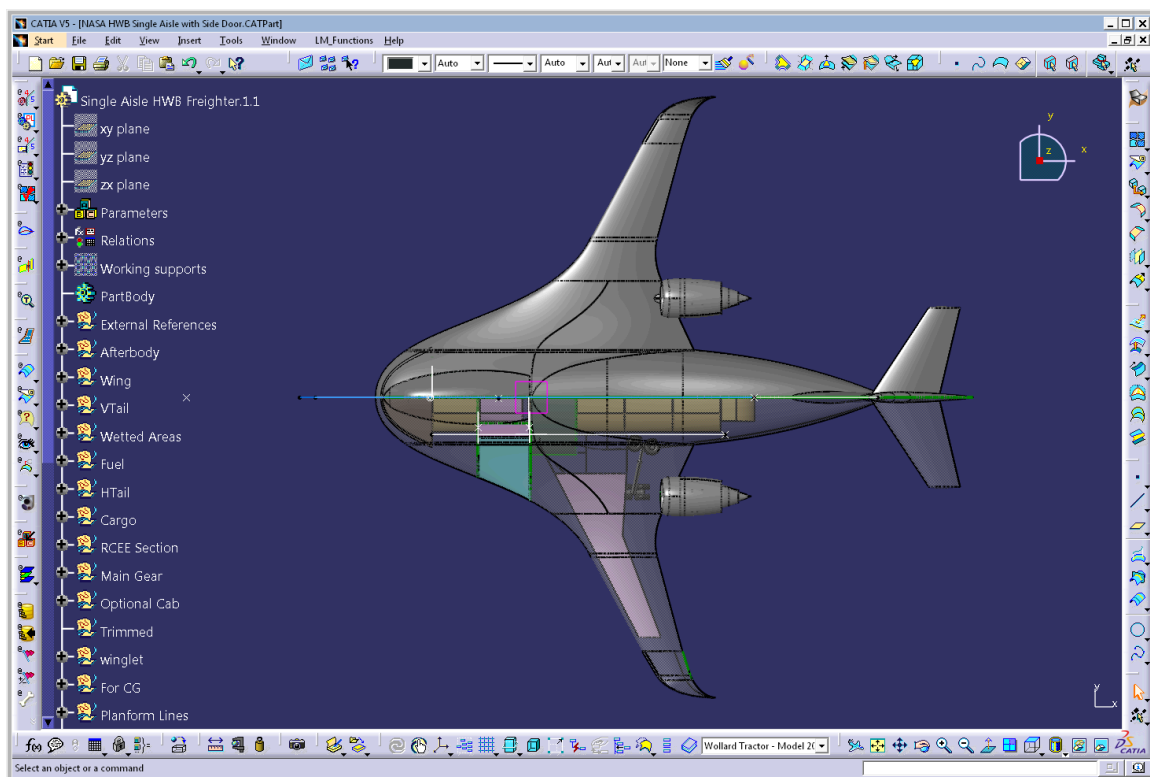 CATIA V5 - [NASA HWB Single Aisle with Side Door.CATPart]
Start File Edit View Insert Tools Window LM_Functions Help
Auto Auto Aut Aut None
Single Aisle HWB Freighter.1.1
xy plane
yz plane
zx plane
Parameters
Relations
Working supports
PartBody
External References
Afterbody
Wing
VTail
Wetted Areas
Fuel
HTail
Cargo
RCEE Section
Main Gear
Optional Cab
Trimmed
winglet
For CG
Planform Lines
y
x
z
y
x
f(x)
Wollard Tractor - Model 20
CATIA
Select an object or a command